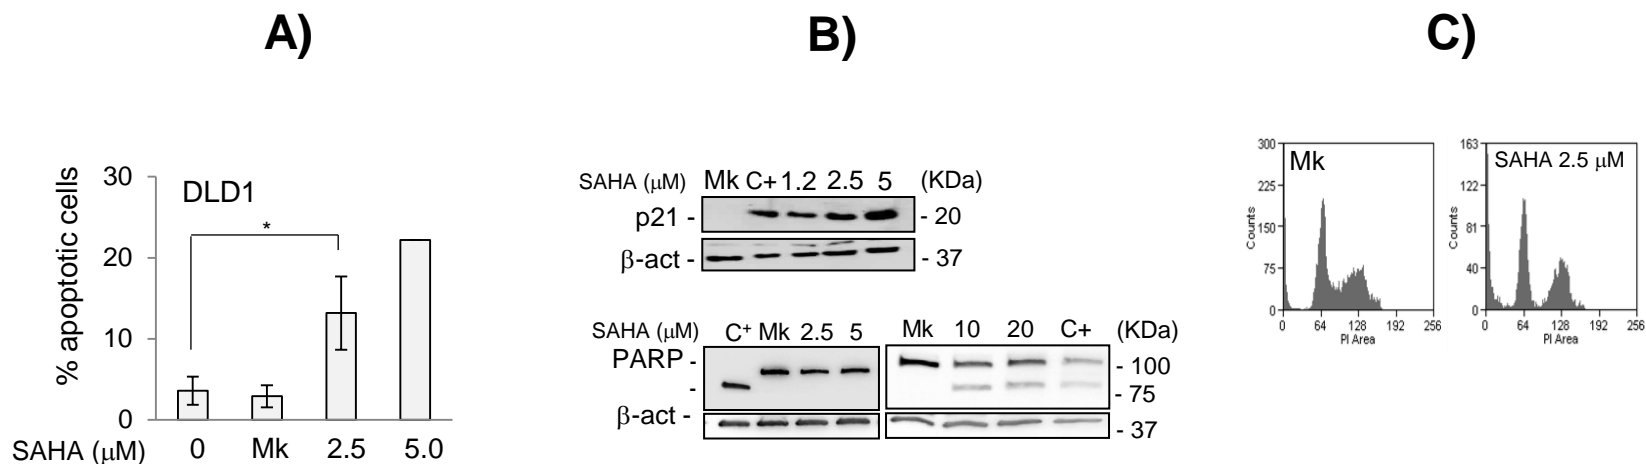 A)
B)
C)
30
20
10
0
% apoptotic cells
DLD1
*
SAHA (μM) 0 Mk 2.5 5.0
SAHA (μM) Mk C+ 1.2 2.5 5 (KDa)
p21 - - 20
β-act - - 37
SAHA (μM) C⁺ Mk 2.5 5 Mk 10 20 C+ (KDa)
PARP - - 100
- - 75
β-act - - 37
300
225
150
75
0
Counts
Mk
0 64 128 192 256
PI Area
163
122
81
40
0
Counts
SAHA 2.5 μM
0 64 128 192 256
PI Area